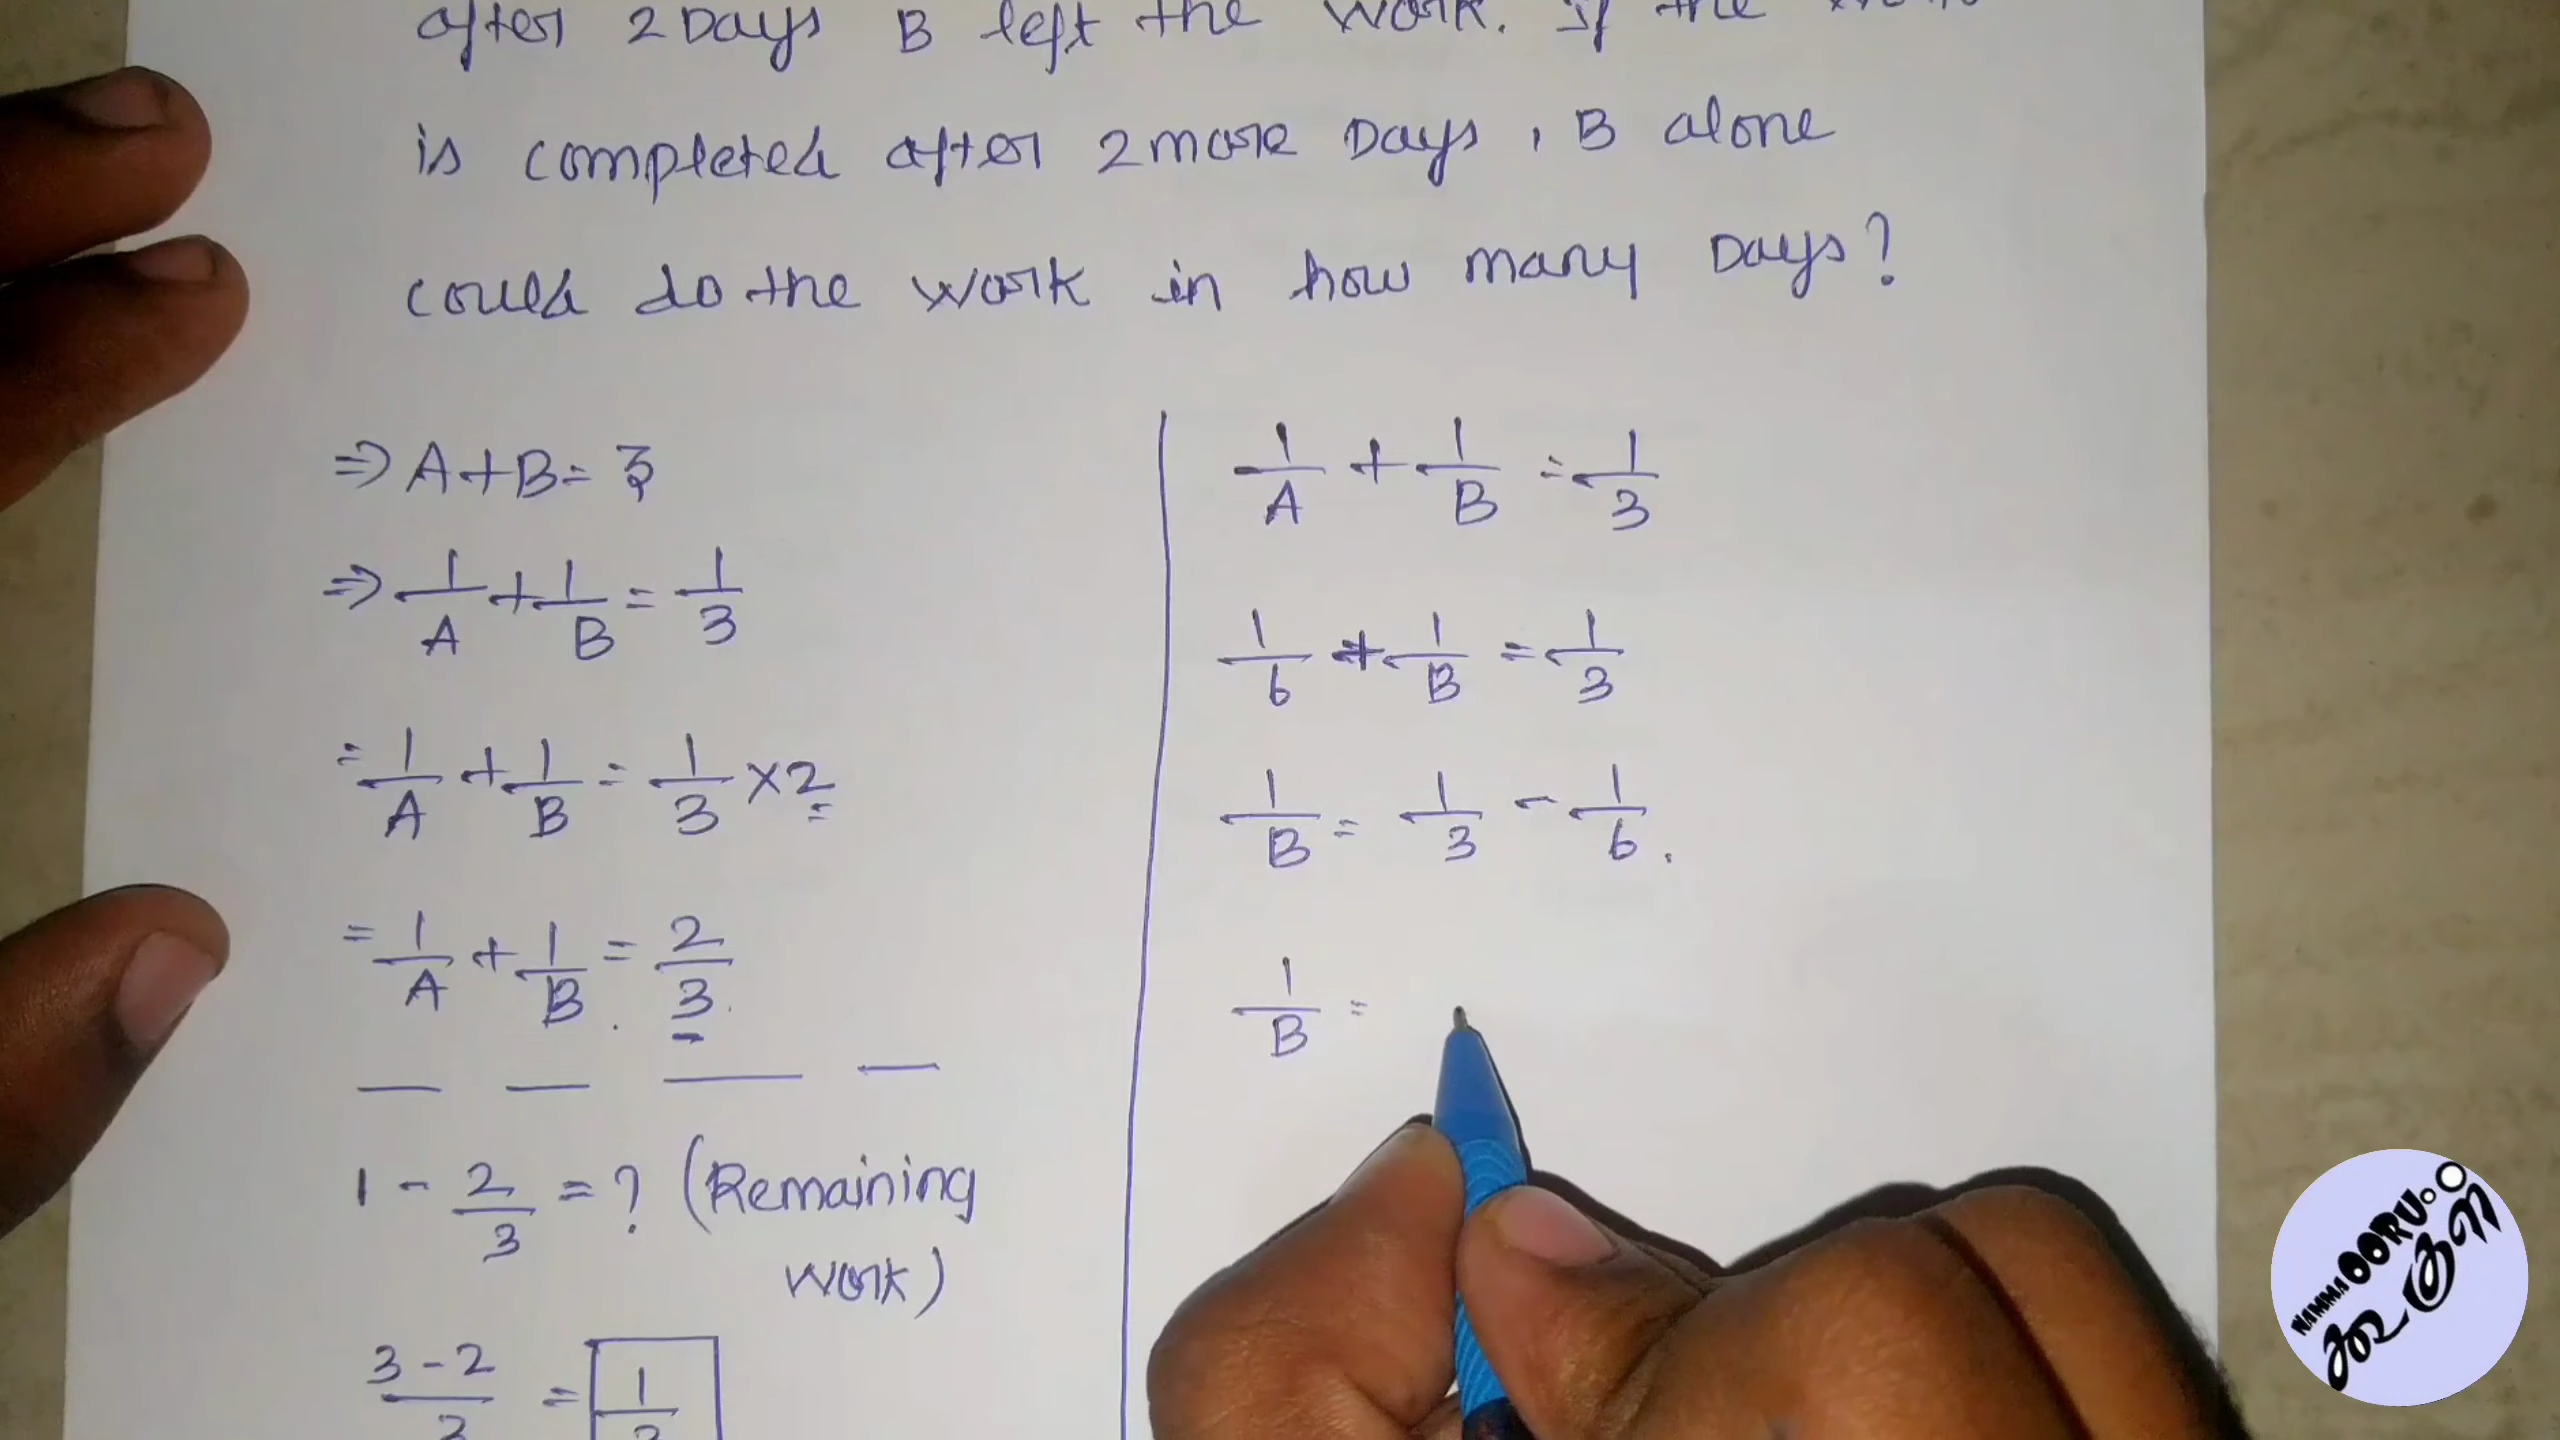 after 2 Days B left the work. If the work
is completed after 2 more Days, B alone
could do the work in how many Days?
⇒ A+B= 3
⇒ 1/A + 1/B = 1/3
= 1/A + 1/B = 1/3 ×2
= 1/A + 1/B = 2/3
1 - 2/3 = ? (Remaining
work)
3-2/3 = 1/3
1/A + 1/B = 1/3
1/6 + 1/B = 1/3
1/B = 1/3 - 1/6.
1/B =
NAMMA OORU